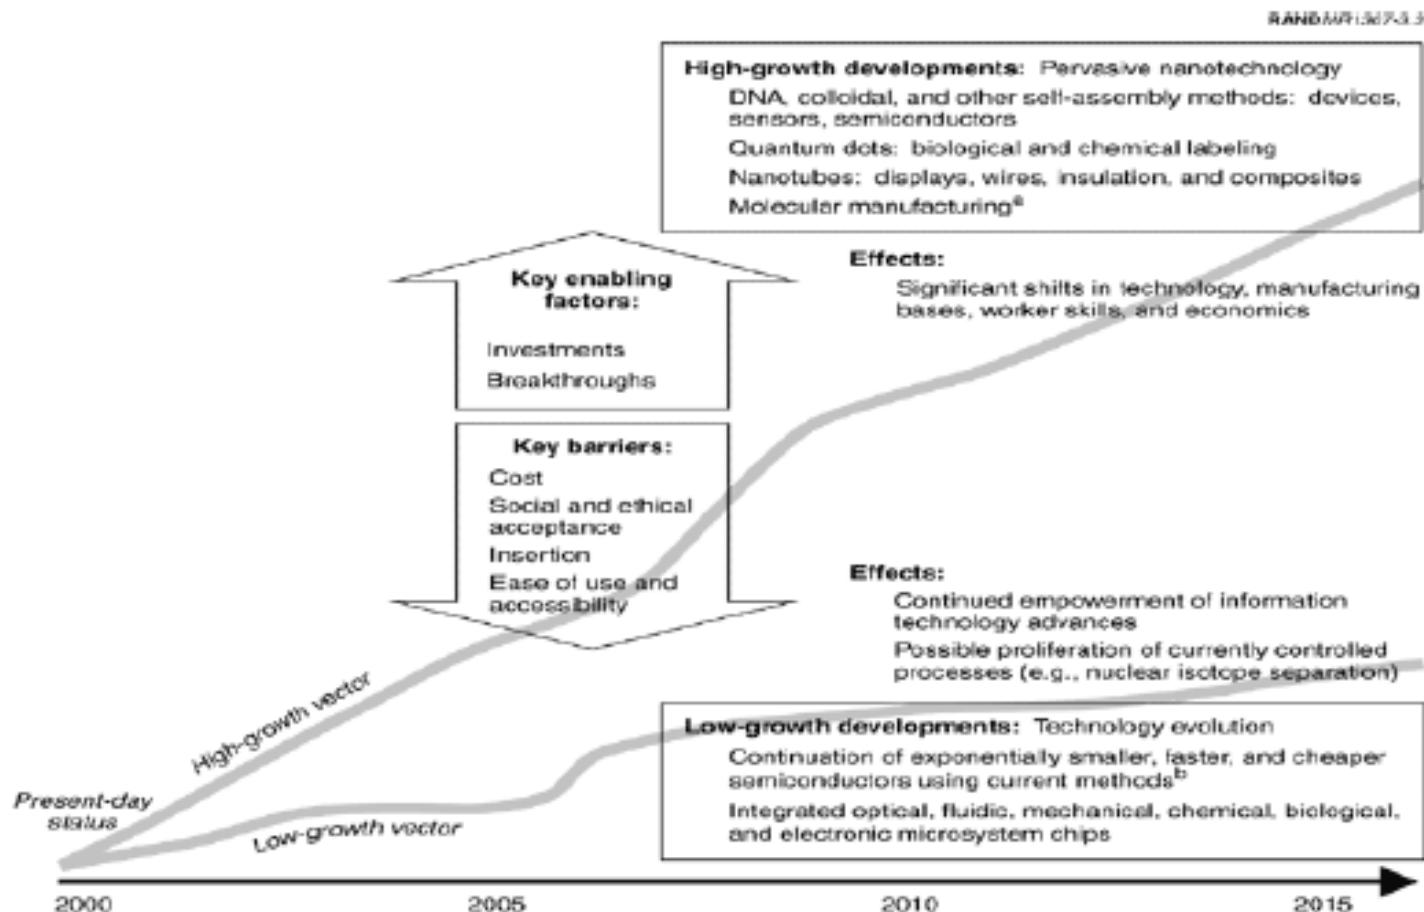 RAND MR1307-3.3
High-growth developments: Pervasive nanotechnology
DNA, colloidal, and other self-assembly methods: devices,
sensors, semiconductors
Quantum dots: biological and chemical labeling
Nanotubes: displays, wires, insulation, and composites
Molecular manufacturingª
Effects:
Significant shifts in technology, manufacturing
bases, worker skills, and economics
Key enabling
factors:
Investments
Breakthroughs
Key barriers:
Cost
Social and ethical
acceptance
Insertion
Ease of use and
accessibility
Effects:
Continued empowerment of information
technology advances
Possible proliferation of currently controlled
processes (e.g., nuclear isotope separation)
High-growth vector
Low-growth developments: Technology evolution
Continuation of exponentially smaller, faster, and cheaper
semiconductors using current methodsᵇ
Integrated optical, fluidic, mechanical, chemical, biological,
and electronic microsystem chips
Present-day
status
Low-growth vector
2000
2005
2010
2015